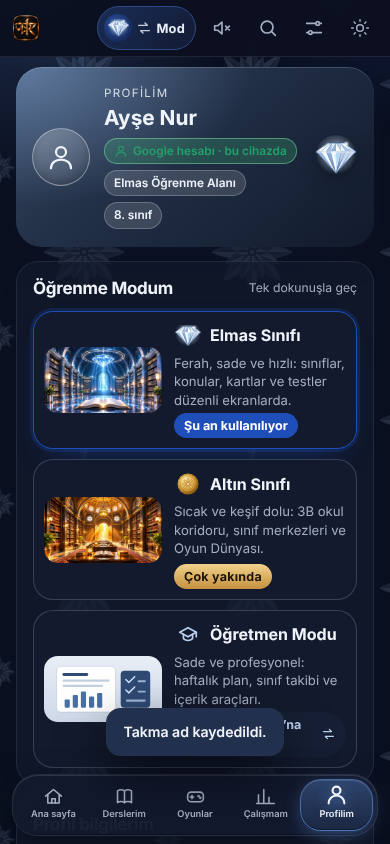 Mod
PROFİLİM
Ayşe Nur
Google hesabı · bu cihazda
Elmas Öğrenme Alanı
8. sınıf
Öğrenme Modum
Tek dokunuşla geç
Elmas Sınıfı
Ferah, sade ve hızlı: sınıflar,
konular, kartlar ve testler
düzenli ekranlarda.
Şu an kullanılıyor
Altın Sınıfı
Sıcak ve keşif dolu: 3B okul
koridoru, sınıf merkezleri ve
Oyun Dünyası.
Çok yakında
Öğretmen Modu
Sade ve profesyonel:
haftalık plan, sınıf takibi ve
içerik araçları.
'na
Takma ad kaydedildi.
Ana sayfa
Derslerim
Oyunlar
Çalışmam
Profilim
Profil bilgilerim